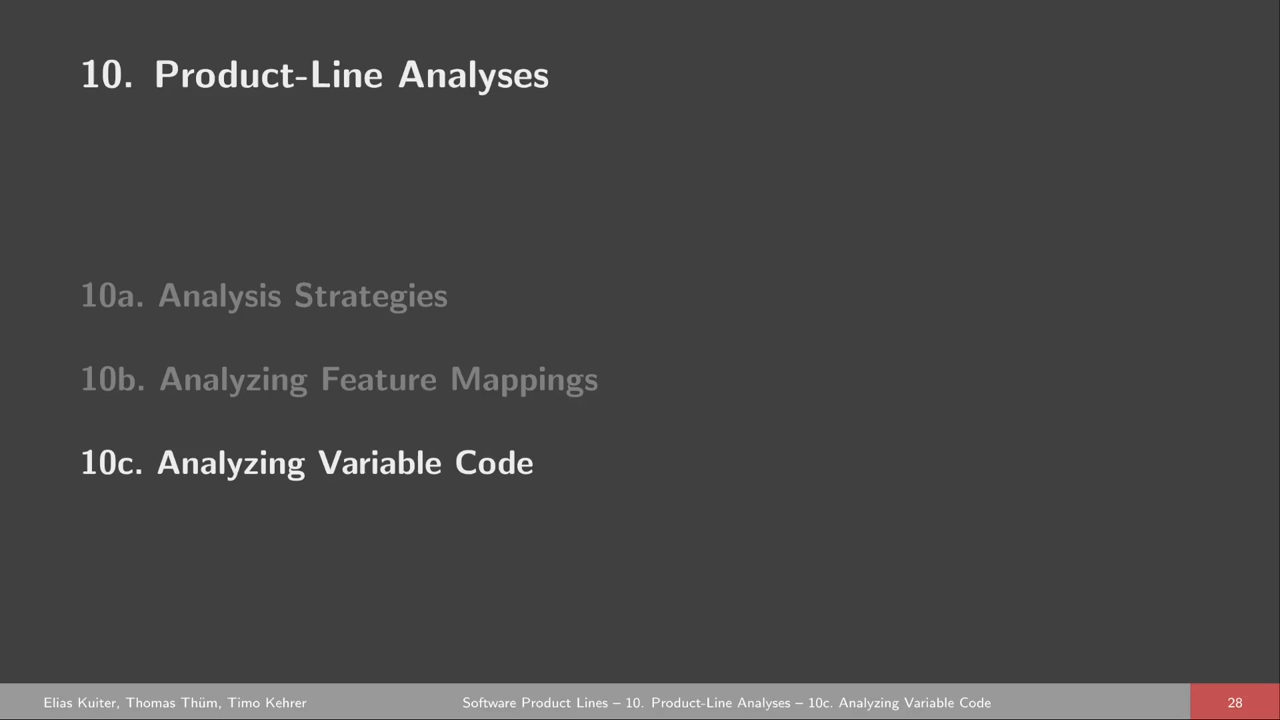 10. Product-Line Analyses
10a. Analysis Strategies
10b. Analyzing Feature Mappings
10c. Analyzing Variable Code
Elias Kuiter, Thomas Thüm, Timo Kehrer
Software Product Lines – 10. Product-Line Analyses – 10c. Analyzing Variable Code
28